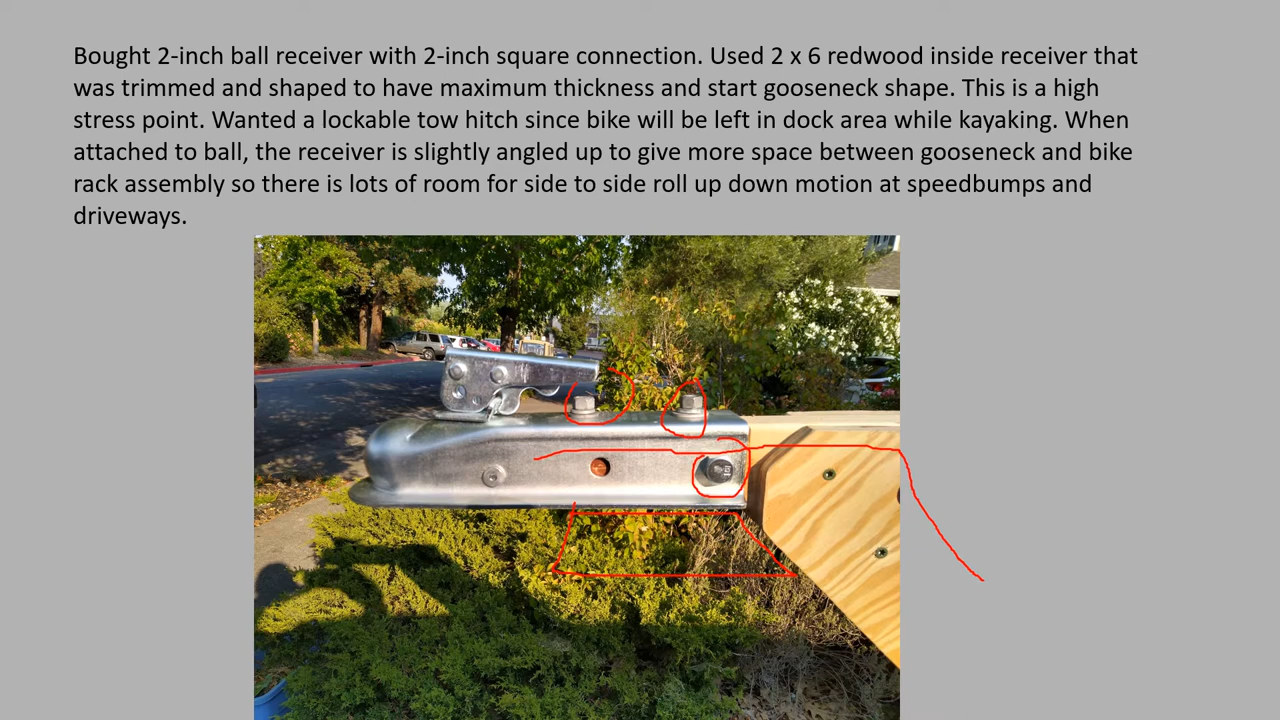 Bought 2-inch ball receiver with 2-inch square connection. Used 2 x 6 redwood inside receiver that
was trimmed and shaped to have maximum thickness and start gooseneck shape. This is a high
stress point. Wanted a lockable tow hitch since bike will be left in dock area while kayaking. When
attached to ball, the receiver is slightly angled up to give more space between gooseneck and bike
rack assembly so there is lots of room for side to side roll up down motion at speedbumps and
driveways.